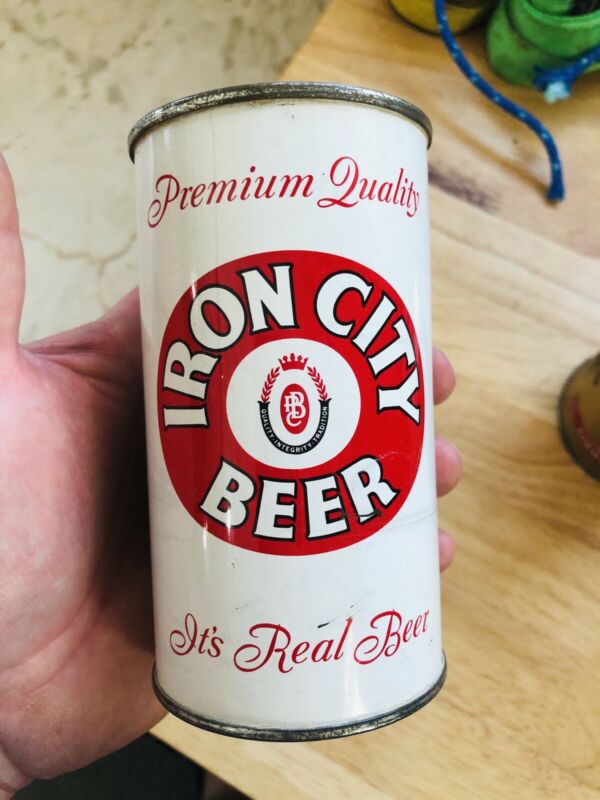 Premium Quality
IRON CITY
PBC
QUALITY·INTEGRITY·TRADITION
BEER
It's Real Beer